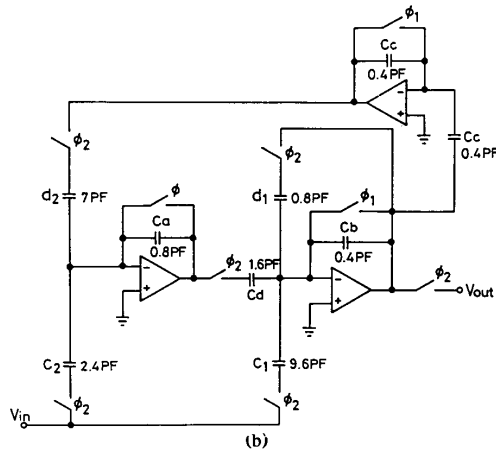 ϕ1
Cc
0.4PF
−
+
Cc
0.4PF
ϕ2
ϕ2
d2
7PF
ϕ
Ca
0.8PF
d1
0.8PF
ϕ1
Cb
0.4PF
−
+
ϕ2
1.6PF
Cd
−
+
ϕ2
Vout
C2
2.4PF
C1
9.6PF
ϕ2
ϕ2
Vin
(b)